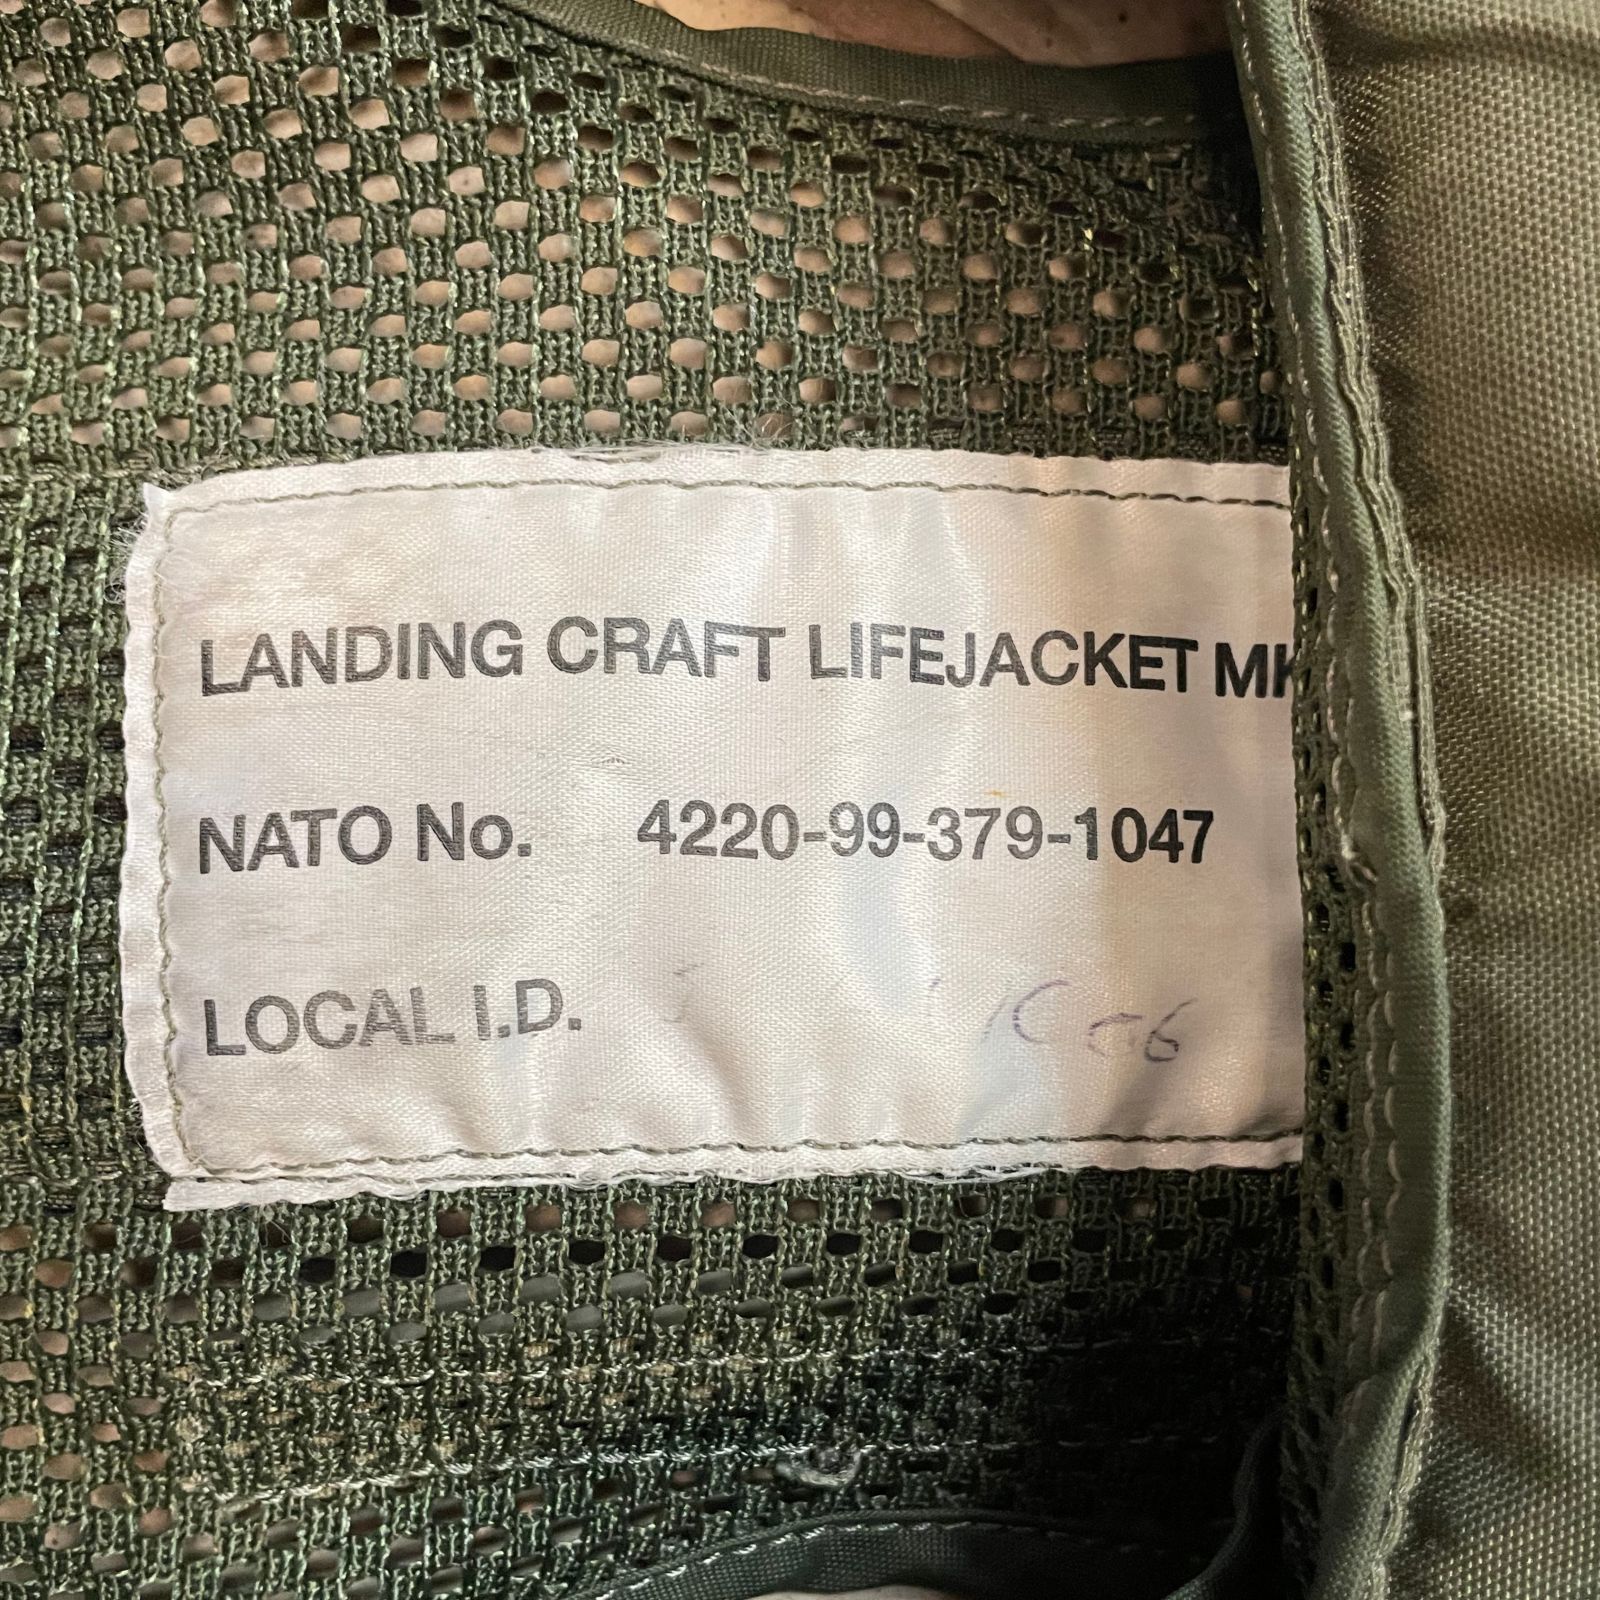 LANDING CRAFT LIFEJACKET MK
NATO No. 4220-99-379-1047
LOCAL I.D.